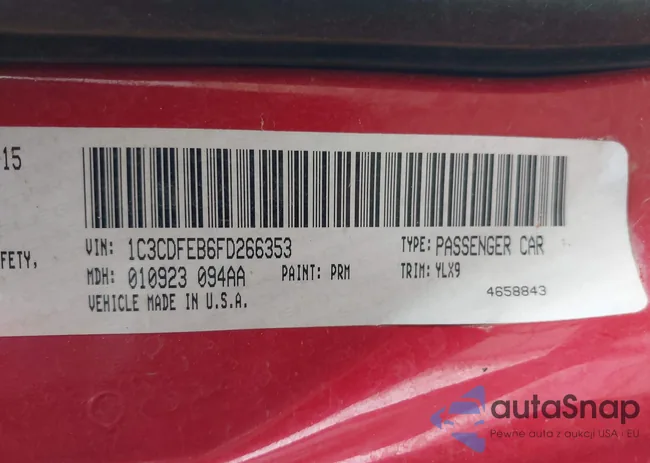 15
VIN: 1C3CDFEB6FD266353 TYPE: PASSENGER CAR
FETY,
MDH: 010923 094AA PAINT: PRM TRIM: YLX9
VEHICLE MADE IN U.S.A. 4658843
autaSnap
Pewne auta z aukcji USA i EU